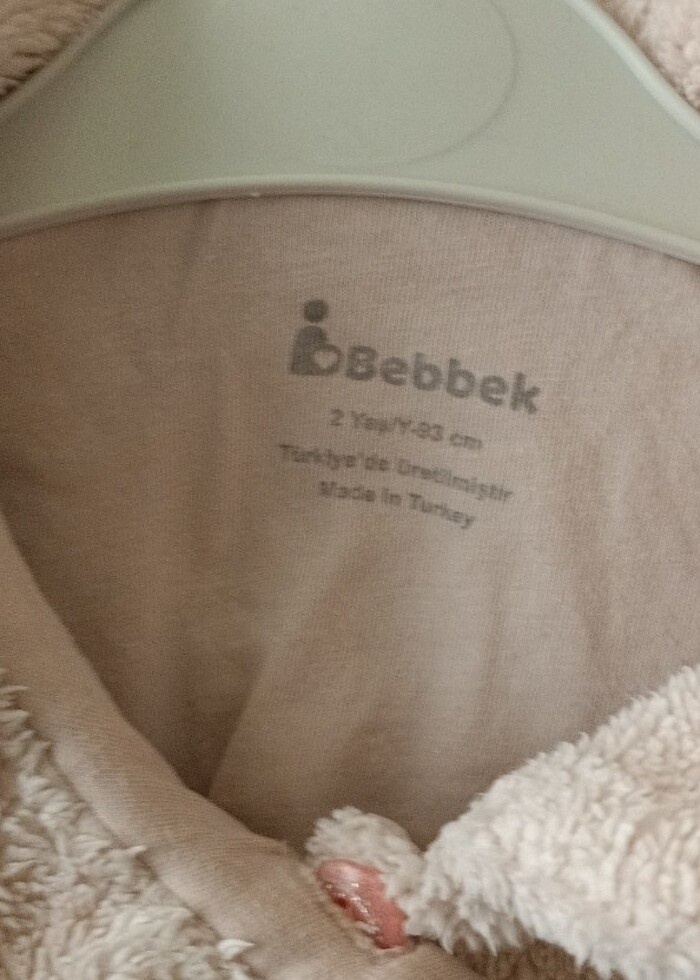 Bebbek
2 Yaş/Y-93 cm
Türkiye'de Üretilmiştir
Made in Turkey